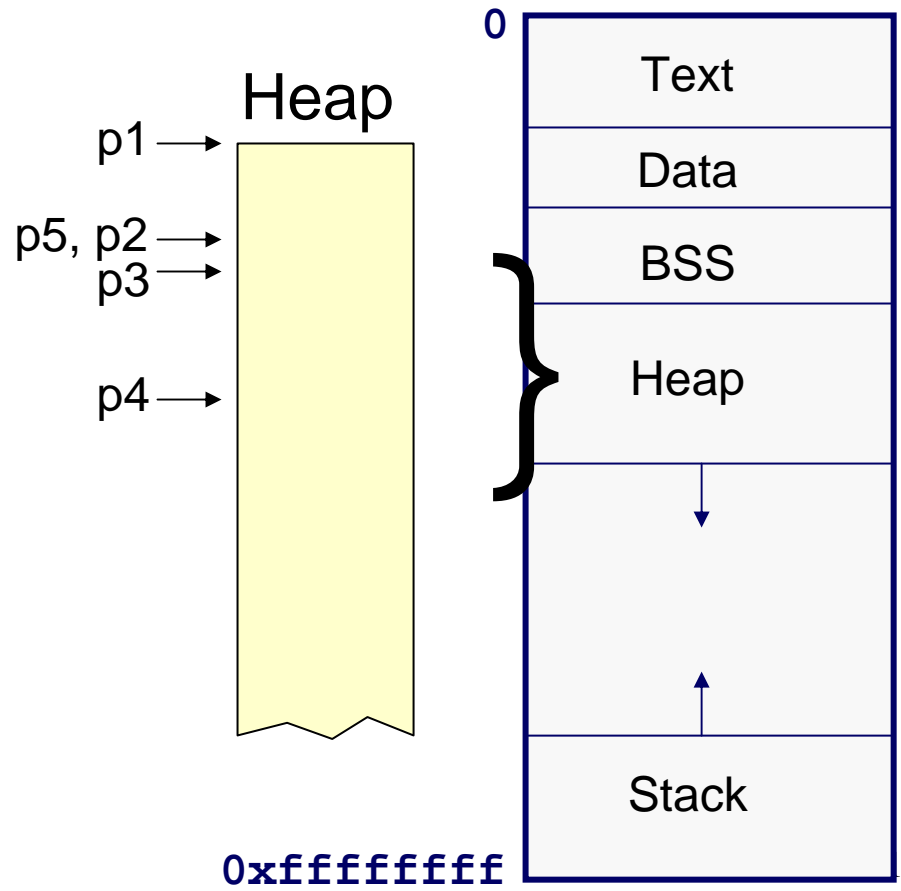 0
Text
Heap
p1
Data
p5, p2
BSS
p3
Heap
p4
Stack
0xffffffff